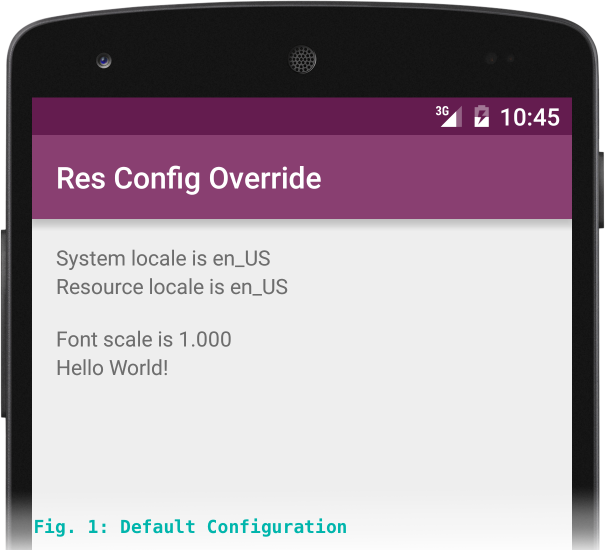 3G 10:45
Res Config Override
System locale is en_US
Resource locale is en_US
Font scale is 1.000
Hello World!
Fig. 1: Default Configuration